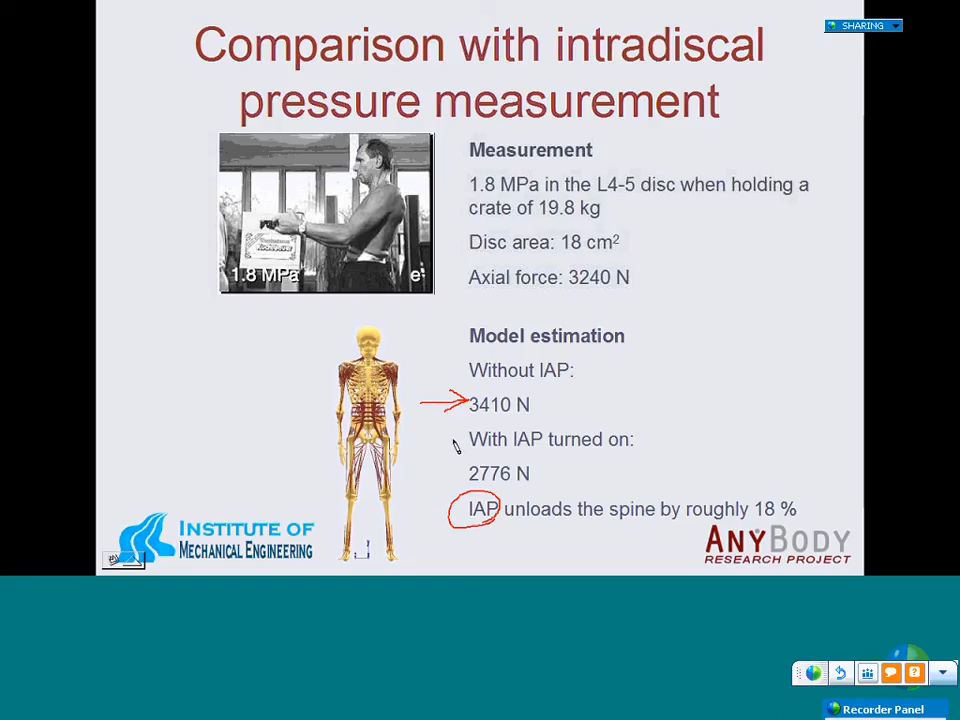 SHARING
Comparison with intradiscal
pressure measurement
Measurement
1.8 MPa in the L4-5 disc when holding a
crate of 19.8 kg
Disc area: 18 cm²
Axial force: 3240 N
1.8 MPa
e
Model estimation
Without IAP:
3410 N
With IAP turned on:
2776 N
IAP unloads the spine by roughly 18 %
INSTITUTE OF
MECHANICAL ENGINEERING
ANYBODY
RESEARCH PROJECT
Recorder Panel